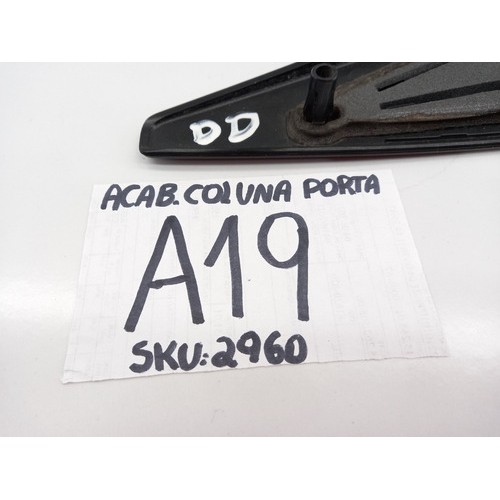 DD
ACAB. COLUNA PORTA
A19
SKU: 2960